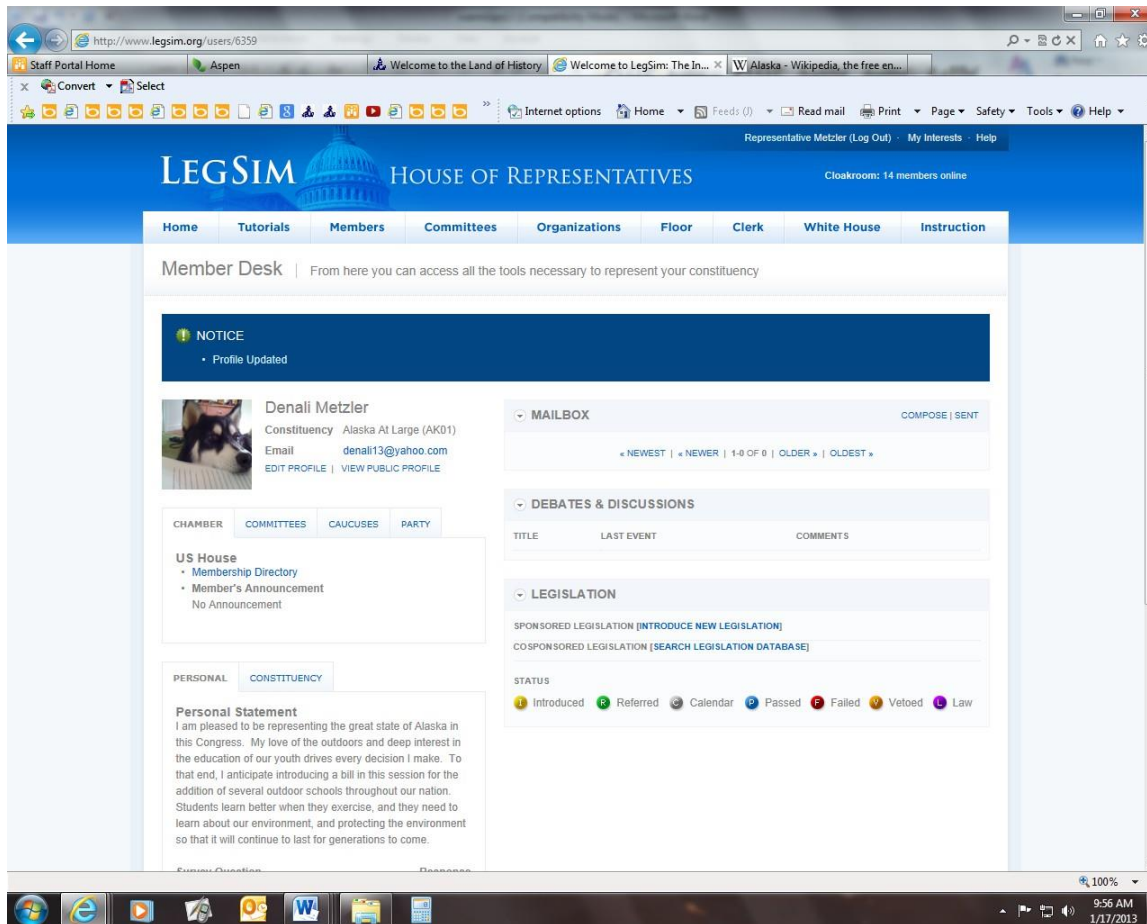 http://www.legsim.org/users/6359
Staff Portal Home
Aspen
Welcome to the Land of History
Welcome to LegSim: The In...
Alaska - Wikipedia, the free en...
x Convert Select
Internet options Home Feeds (J) Read mail Print Page Safety Tools Help
Representative Metzler (Log Out) · My Interests · Help
LEGSIM HOUSE OF REPRESENTATIVES
Cloakroom: 14 members online
Home Tutorials Members Committees Organizations Floor Clerk White House Instruction
Member Desk | From here you can access all the tools necessary to represent your constituency
NOTICE
• Profile Updated
Denali Metzler
Constituency Alaska At Large (AK01)
Email denali13@yahoo.com
EDIT PROFILE | VIEW PUBLIC PROFILE
CHAMBER COMMITTEES CAUCUSES PARTY
US House
• Membership Directory
• Member's Announcement
No Announcement
PERSONAL CONSTITUENCY
Personal Statement
I am pleased to be representing the great state of Alaska in
this Congress. My love of the outdoors and deep interest in
the education of our youth drives every decision I make. To
that end, I anticipate introducing a bill in this session for the
addition of several outdoor schools throughout our nation.
Students learn better when they exercise, and they need to
learn about our environment, and protecting the environment
so that it will continue to last for generations to come.
Survey Question Response
MAILBOX COMPOSE | SENT
« NEWEST | « NEWER | 1-0 OF 0 | OLDER » | OLDEST »
DEBATES & DISCUSSIONS
TITLE LAST EVENT COMMENTS
LEGISLATION
SPONSORED LEGISLATION [INTRODUCE NEW LEGISLATION]
COSPONSORED LEGISLATION [SEARCH LEGISLATION DATABASE]
STATUS
I Introduced R Referred C Calendar P Passed F Failed V Vetoed L Law
100%
9:56 AM
1/17/2013